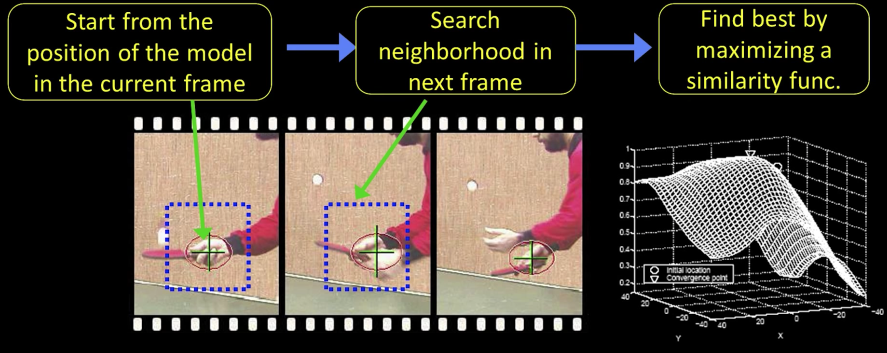 Start from the
position of the model
in the current frame
Search
neighborhood in
next frame
Find best by
maximizing a
similarity func.
1
0.9
0.8
0.7
0.6
0.5
0.4
0.3
0.2
Initial location
Convergence point
40
20
0
-20
-40
Y
40
20
0
-20
-40
X